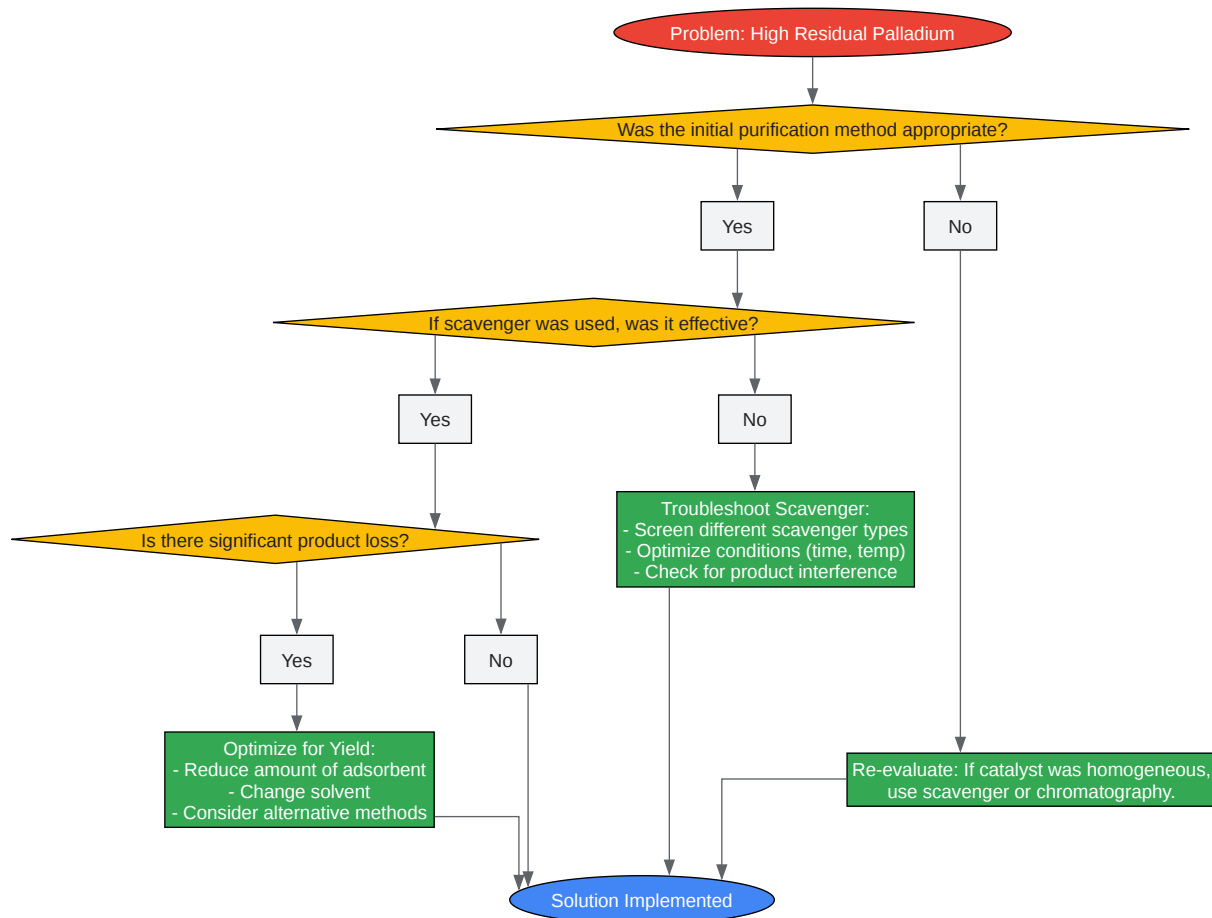 Problem: High Residual Palladium
Was the initial purification method appropriate?
Yes
No
If scavenger was used, was it effective?
Yes
No
Troubleshoot Scavenger:
- Screen different scavenger types
- Optimize conditions (time, temp)
- Check for product interference
Is there significant product loss?
Yes
No
Optimize for Yield:
- Reduce amount of adsorbent
- Change solvent
- Consider alternative methods
Re-evaluate: If catalyst was homogeneous,
use scavenger or chromatography.
Solution Implemented